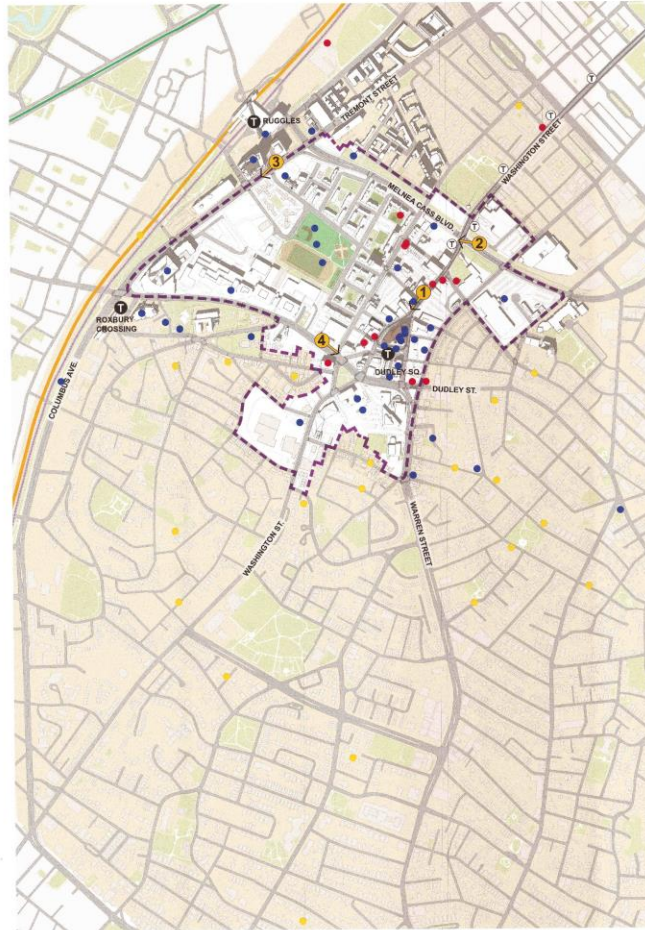 T
TREMONT STREET
T
T RUGGLES
WASHINGTON STREET
3
T
MELNEA CASS BLVD.
T
T
2
1
T
ROXBURY
CROSSING
4
T
DUDLEY SQ.
COLUMBUS AVE.
DUDLEY ST.
WARREN STREET
WASHINGTON ST.